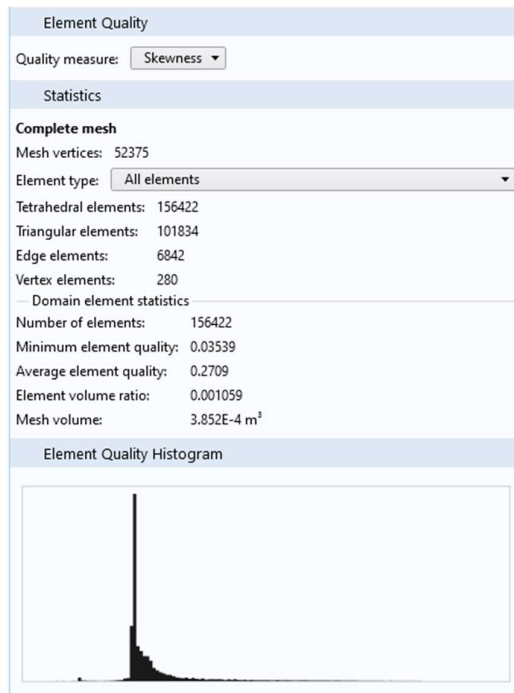 Element Quality
Quality measure: Skewness
Statistics
Complete mesh
Mesh vertices: 52375
Element type: All elements
Tetrahedral elements: 156422
Triangular elements: 101834
Edge elements: 6842
Vertex elements: 280
Domain element statistics
Number of elements: 156422
Minimum element quality: 0.03539
Average element quality: 0.2709
Element volume ratio: 0.001059
Mesh volume: 3.852E-4 m³
Element Quality Histogram